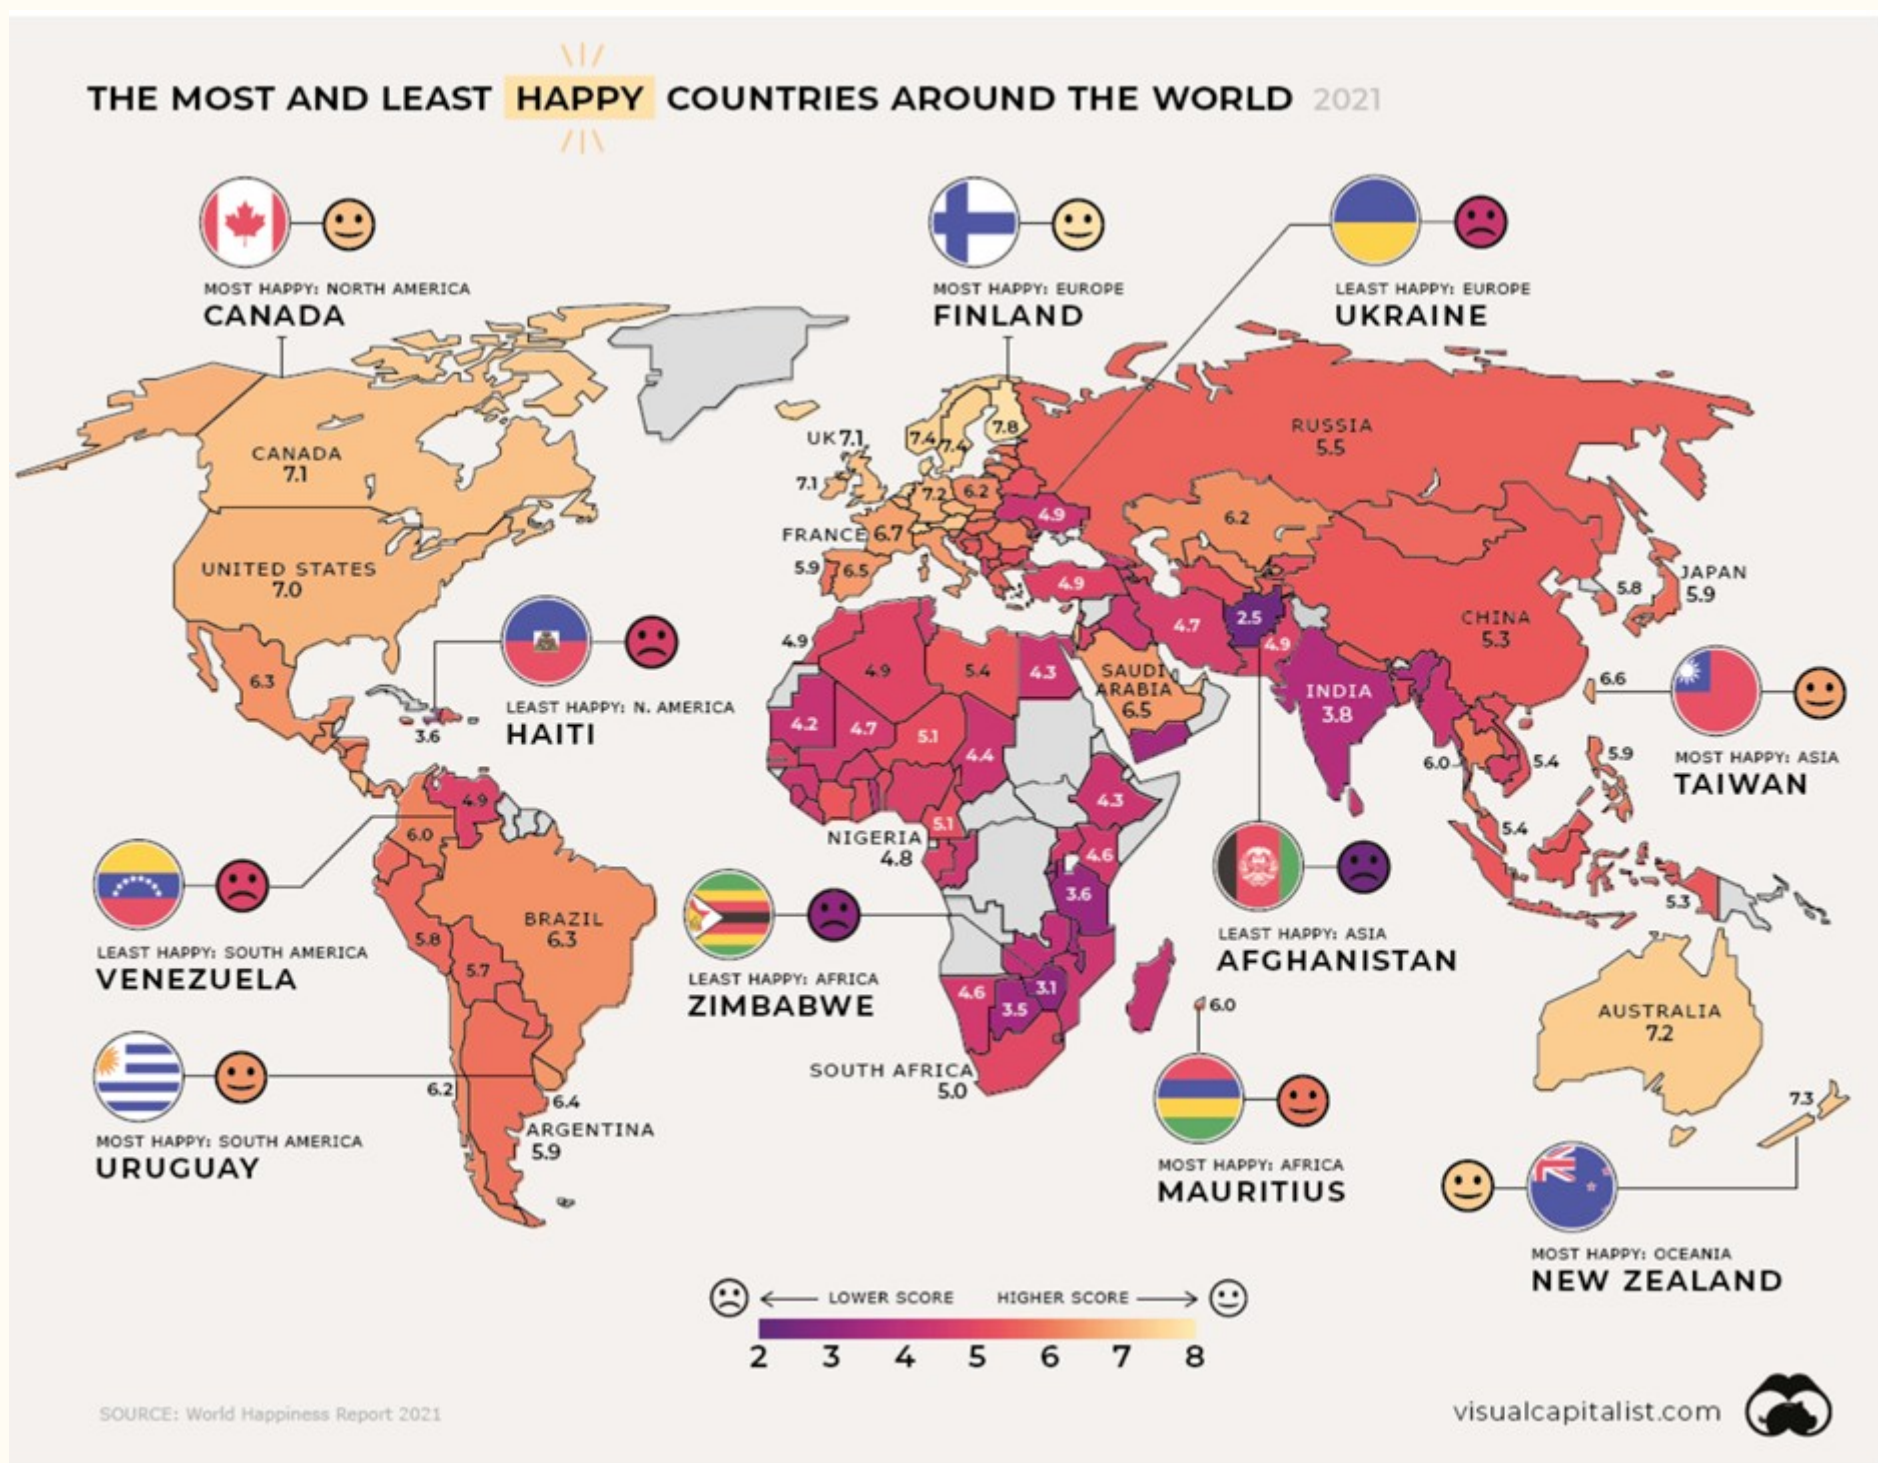 THE MOST AND LEAST HAPPY COUNTRIES AROUND THE WORLD 2021
MOST HAPPY: NORTH AMERICA
CANADA
MOST HAPPY: EUROPE
FINLAND
LEAST HAPPY: EUROPE
UKRAINE
CANADA
7.1
UNITED STATES
7.0
6.3
LEAST HAPPY: N. AMERICA
HAITI
3.6
UK 7.1
7.1
7.4
7.4
7.8
7.2
6.2
4.9
FRANCE 6.7
5.9
6.5
4.9
RUSSIA
5.5
6.2
CHINA
5.3
5.8
JAPAN
5.9
4.7
2.5
4.9
INDIA
3.8
SAUDI
ARABIA
6.5
4.9
4.9
5.4
4.3
4.2
4.7
5.1
4.4
4.3
NIGERIA
4.8
5.1
4.6
3.6
6.6
MOST HAPPY: ASIA
TAIWAN
6.0
5.4
5.9
5.4
5.3
4.9
6.0
LEAST HAPPY: SOUTH AMERICA
VENEZUELA
BRAZIL
6.3
5.8
5.7
MOST HAPPY: SOUTH AMERICA
URUGUAY
6.2
6.4
ARGENTINA
5.9
LEAST HAPPY: AFRICA
ZIMBABWE
4.6
3.5
3.1
SOUTH AFRICA
5.0
LEAST HAPPY: ASIA
AFGHANISTAN
6.0
MOST HAPPY: AFRICA
MAURITIUS
AUSTRALIA
7.2
7.3
MOST HAPPY: OCEANIA
NEW ZEALAND
LOWER SCORE HIGHER SCORE
2 3 4 5 6 7 8
SOURCE: World Happiness Report 2021
visualcapitalist.com